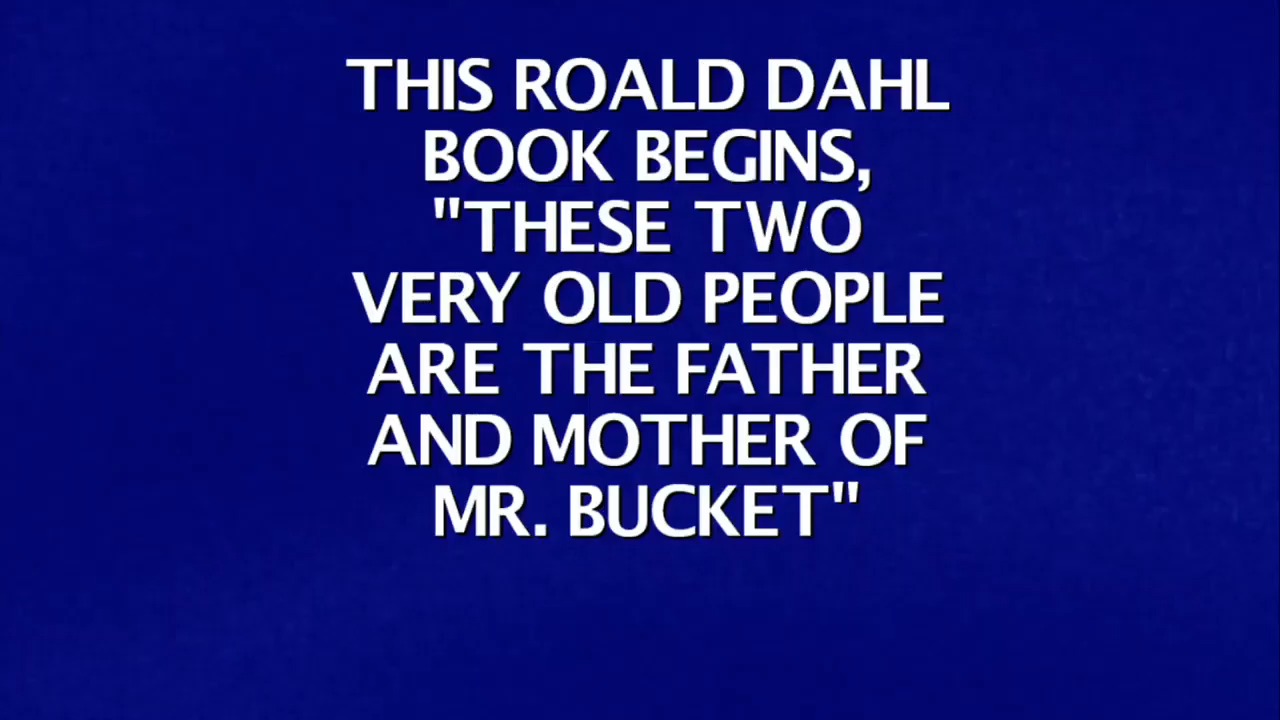 THIS ROALD DAHL
BOOK BEGINS,
"THESE TWO
VERY OLD PEOPLE
ARE THE FATHER
AND MOTHER OF
MR. BUCKET"